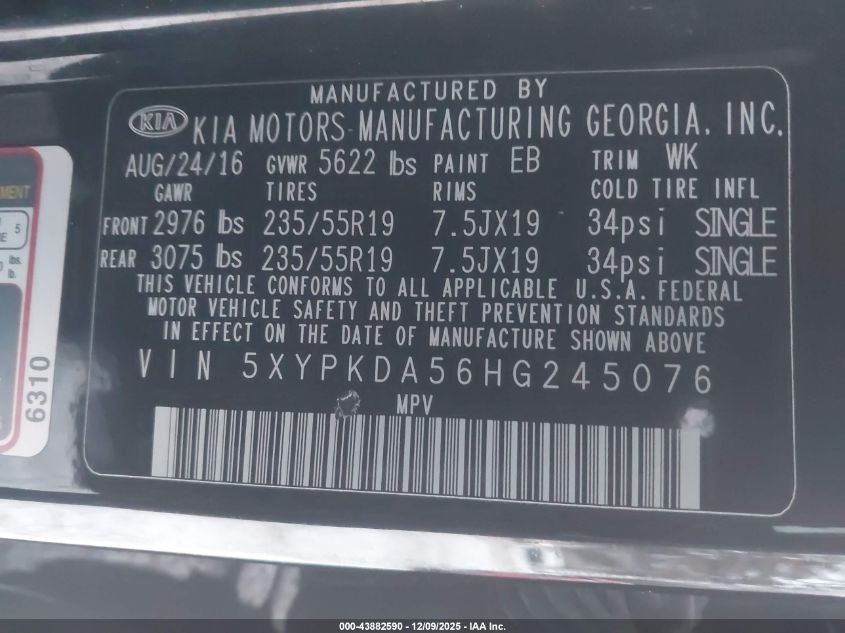 MANUFACTURED BY
KIA KIA MOTORS MANUFACTURING GEORGIA, INC.
AUG/24/16 GVWR 5622 lbs PAINT EB TRIM WK
GAWR TIRES RIMS COLD TIRE INFL
FRONT 2976 lbs 235/55R19 7.5JX19 34psi SINGLE
REAR 3075 lbs 235/55R19 7.5JX19 34psi SINGLE
THIS VEHICLE CONFORMS TO ALL APPLICABLE U.S.A. FEDERAL
MOTOR VEHICLE SAFETY AND THEFT PREVENTION STANDARDS
IN EFFECT ON THE DATE OF MANUFACTURE SHOWN ABOVE
VIN 5XYPKDA56HG245076
MPV
5
lb.
6310
000-43882590 - 12/09/2025 - IAA Inc.